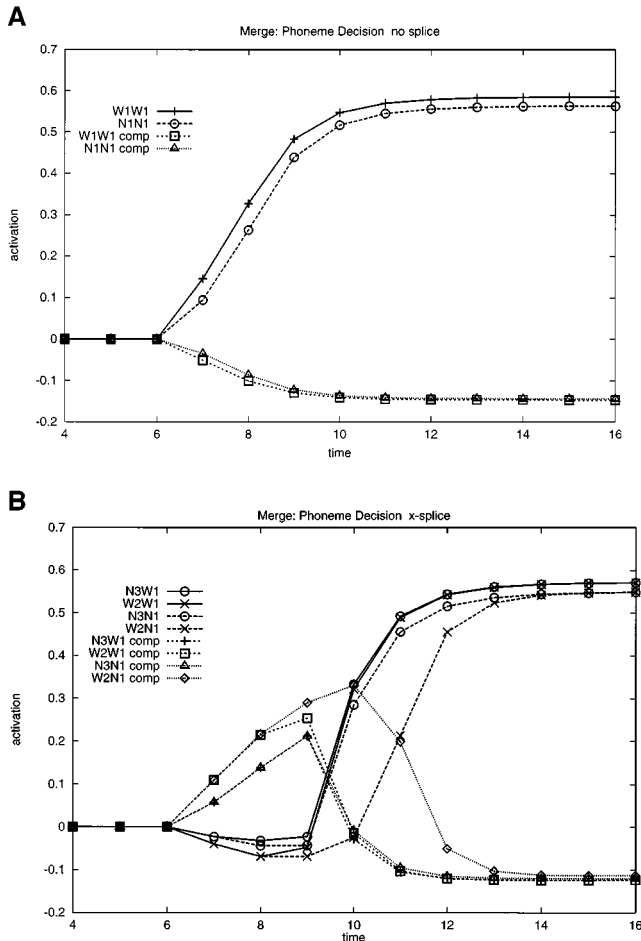 A
Merge: Phoneme Decision no splice
0.7
0.6
0.5
0.4
0.3
0.2
0.1
0
-0.1
-0.2
activation
W1W1
N1N1
W1W1 comp
N1N1 comp
4 6 8 10 12 14 16
time
B
Merge: Phoneme Decision x-splice
0.7
0.6
0.5
0.4
0.3
0.2
0.1
0
-0.1
-0.2
activation
N3W1
W2W1
N3N1
W2N1
N3W1 comp
W2W1 comp
N3N1 comp
W2N1 comp
4 6 8 10 12 14 16
time